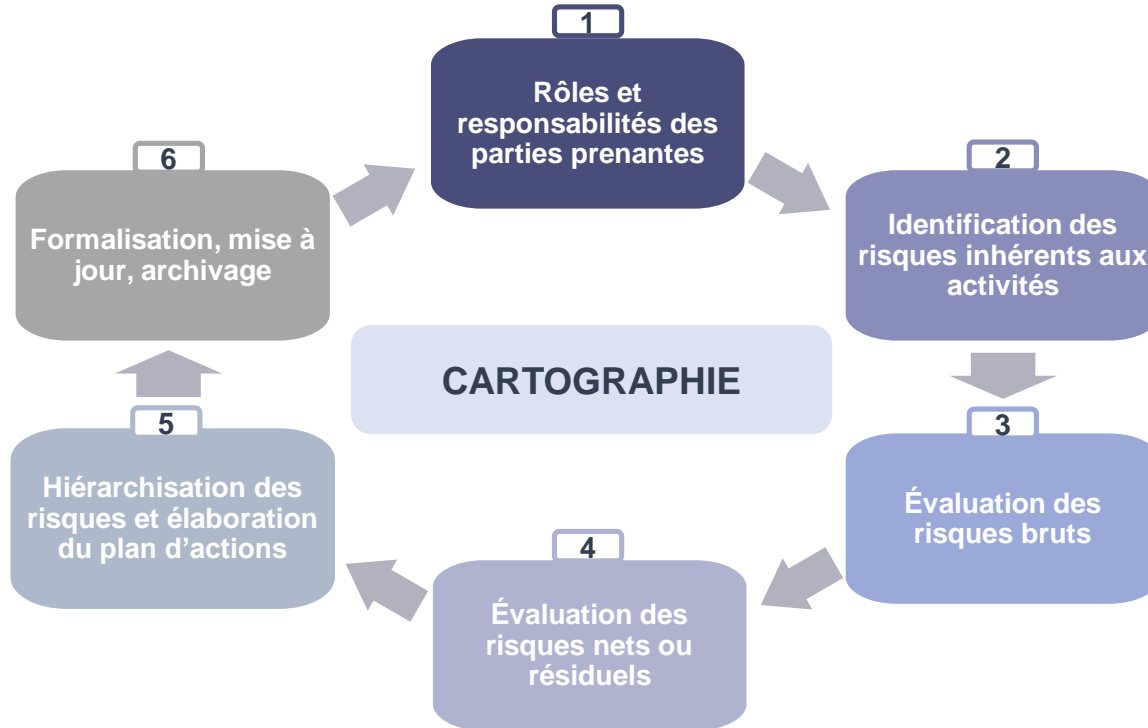 1
Rôles et
responsabilités des
parties prenantes
2
Identification des
risques inhérents aux
activités
3
Évaluation des
risques bruts
4
Évaluation des
risques nets ou
résiduels
5
Hiérarchisation des
risques et élaboration
du plan d’actions
6
Formalisation, mise à
jour, archivage
CARTOGRAPHIE